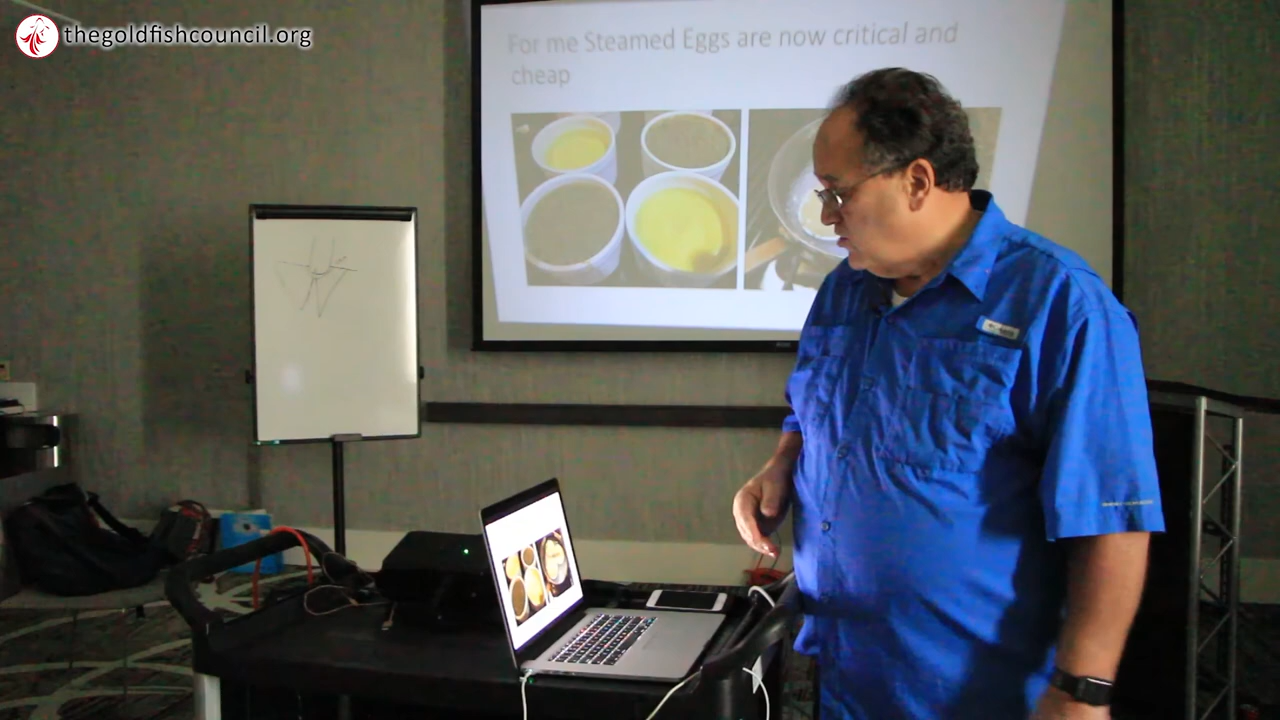 thegoldfishcouncil.org
For me Steamed Eggs are now critical and
cheap